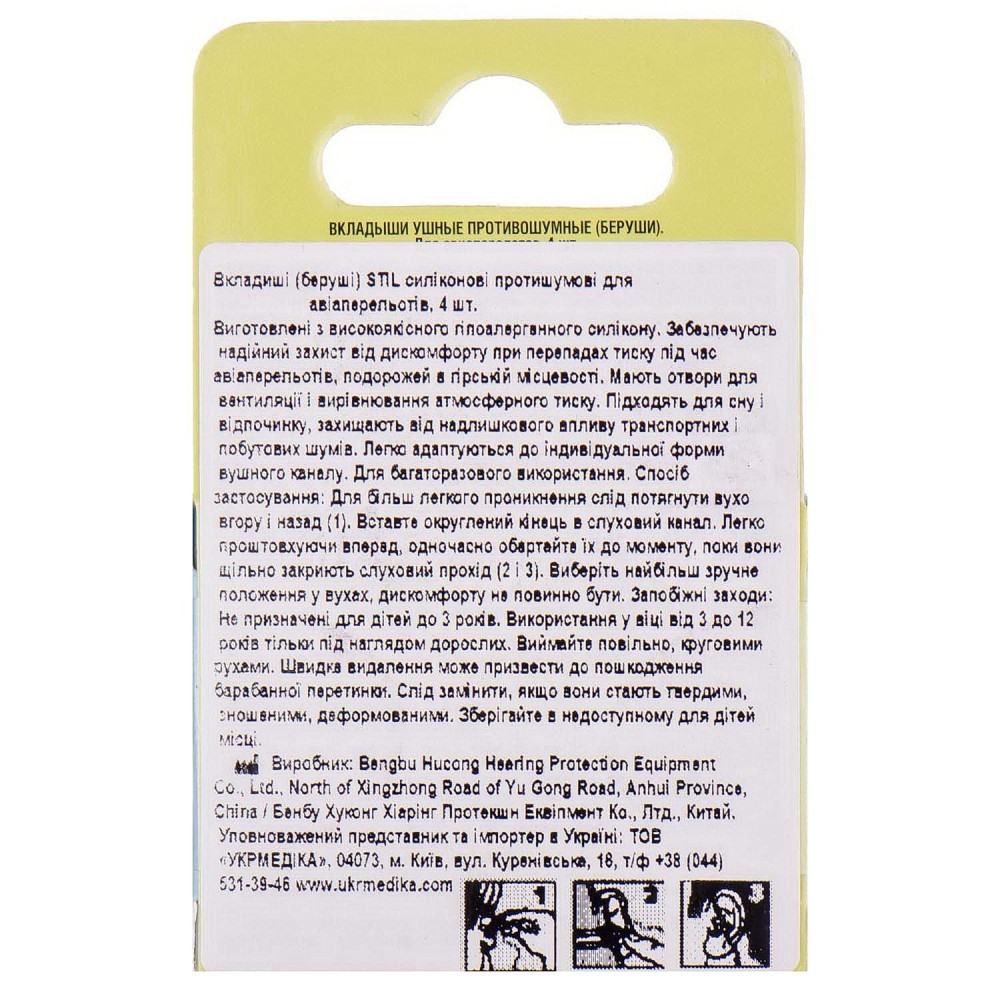 ВКЛАДЫШИ УШНЫЕ ПРОТИВОШУМНЫЕ (БЕРУШИ).
Вкладиші (беруші) STIL силіконові протишумові для
авіаперельотів, 4 шт.
Виготовлені з високоякісного гіпоалергенного силікону. Забезпечують
надійний захист від дискомфорту при перепадах тиску під час
авіаперельотів, подорожей в гірській місцевості. Мають отвори для
вентиляції і вирівнювання атмосферного тиску. Підходять для сну і
відпочинку, захищають від надлишкового впливу транспортних і
побутових шумів. Легко адаптуються до індивідуальної форми
вушного каналу. Для багаторазового використання. Спосіб
застосування: Для більш легкого проникнення слід потягнути вухо
вгору і назад (1). Вставте округлений кінець в слуховий канал. Легко
проштовхуючи вперед, одночасно обертайте їх до моменту, поки вони
щільно закриють слуховий прохід (2 і 3). Виберіть найбільш зручне
положення у вухах, дискомфорту не повинно бути. Запобіжні заходи:
Не призначені для дітей до 3 років. Використання у віці від 3 до 12
років тільки під наглядом дорослих. Виймайте повільно, круговими
рухами. Швидке видалення може призвести до пошкодження
барабанної перетинки. Слід замінити, якщо вони стають твердими,
зношеними, деформованими. Зберігайте в недоступному для дітей
місці.
Виробник: Bengbu Hucong Heering Protection Equipment
Co., Ltd., North of Xingzhong Road of Yu Gong Road, Anhui Province,
China / Бенбу Хуконг Хіарінг Протекшн Еквіпмент Ко., Лтд., Китай.
Уповноважений представник та імпортер в Україні: ТОВ
«УКРМЕДІКА», 04073, м. Київ, вул. Куренівська, 18, т/ф +38 (044)
531-39-46 www.ukrmedika.com
1 2 3